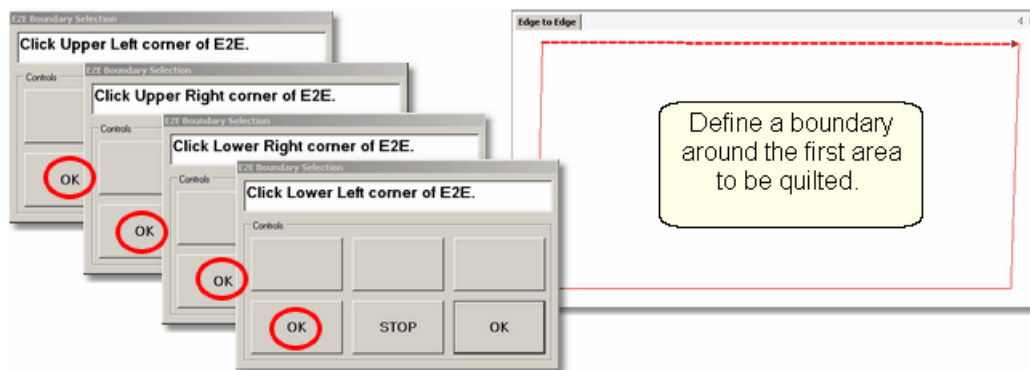 E2E Boundary Selection
Click Upper Left corner of E2E.
Controls
OK
E2E Boundary Selection
Click Upper Right corner of E2E.
Controls
OK
E2E Boundary Selection
Click Lower Right corner of E2E.
Controls
OK
E2E Boundary Selection
Click Lower Left corner of E2E.
Controls
OK STOP OK
Edge to Edge
Define a boundary
around the first area
to be quilted.